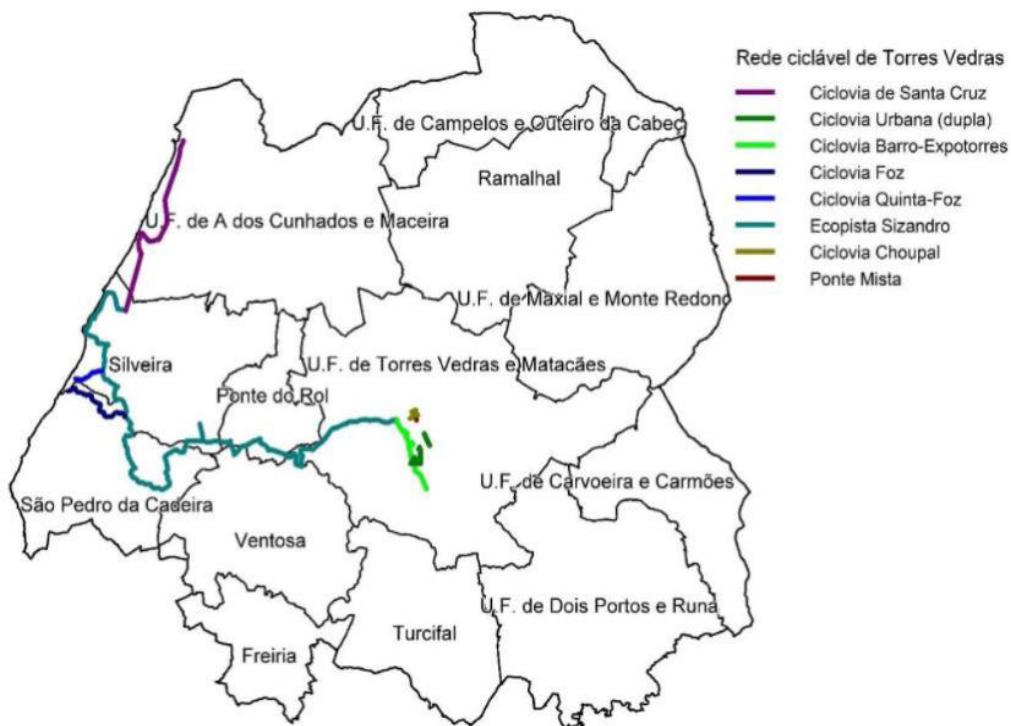 Rede ciclável de Torres Vedras
Ciclovia de Santa Cruz
Ciclovia Urbana (dupla)
Ciclovia Barro-Expotorres
Ciclovia Foz
Ciclovia Quinta-Foz
Ecopista Sizandro
Ciclovia Choupal
Ponte Mista
U.F. de Campelos e Outeiro da Cabeç
Ramalhal
U.F. de A dos Cunhados e Maceira
U.F. de Maxial e Monte Redond
Silveira
U.F. de Torres Vedras e Matacães
Ponte do Rol
U.F. de Carvoeira e Carmões
São Pedro da Cadeira
Ventosa
U.F. de Dois Portos e Runa
Turcifal
Freiria